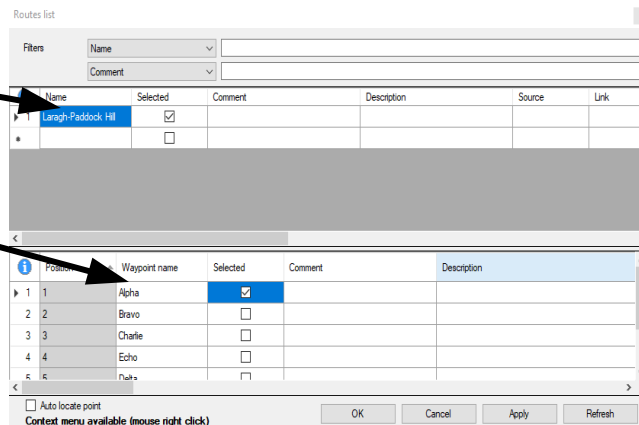 Routes list
Filters Name
Comment
Name Selected Comment Description Source Link
1 Laragh-Paddock Hill
Position Waypoint name Selected Comment Description
1 1 Alpha
2 2 Bravo
3 3 Charlie
4 4 Echo
5 5 Delta
Auto locate point
Context menu available (mouse right click)
OK Cancel Apply Refresh